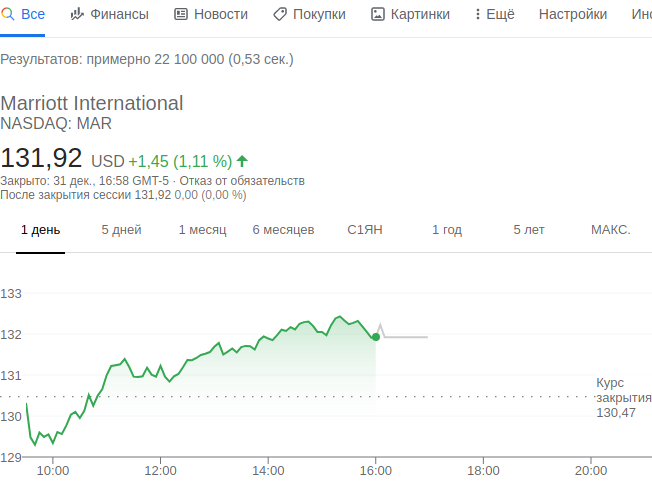 Все Финансы Новости Покупки Картинки Ещё Настройки Инс
Результатов: примерно 22 100 000 (0,53 сек.)
Marriott International
NASDAQ: MAR
131,92 USD +1,45 (1,11 %)
Закрыто: 31 дек., 16:58 GMT-5 · Отказ от обязательств
После закрытия сессии 131,92 0,00 (0,00 %)
1 день 5 дней 1 месяц 6 месяцев С1ЯН 1 год 5 лет МАКС.
133
132
131
Курс
закрытия
130,47
130
129
10:00 12:00 14:00 16:00 18:00 20:00